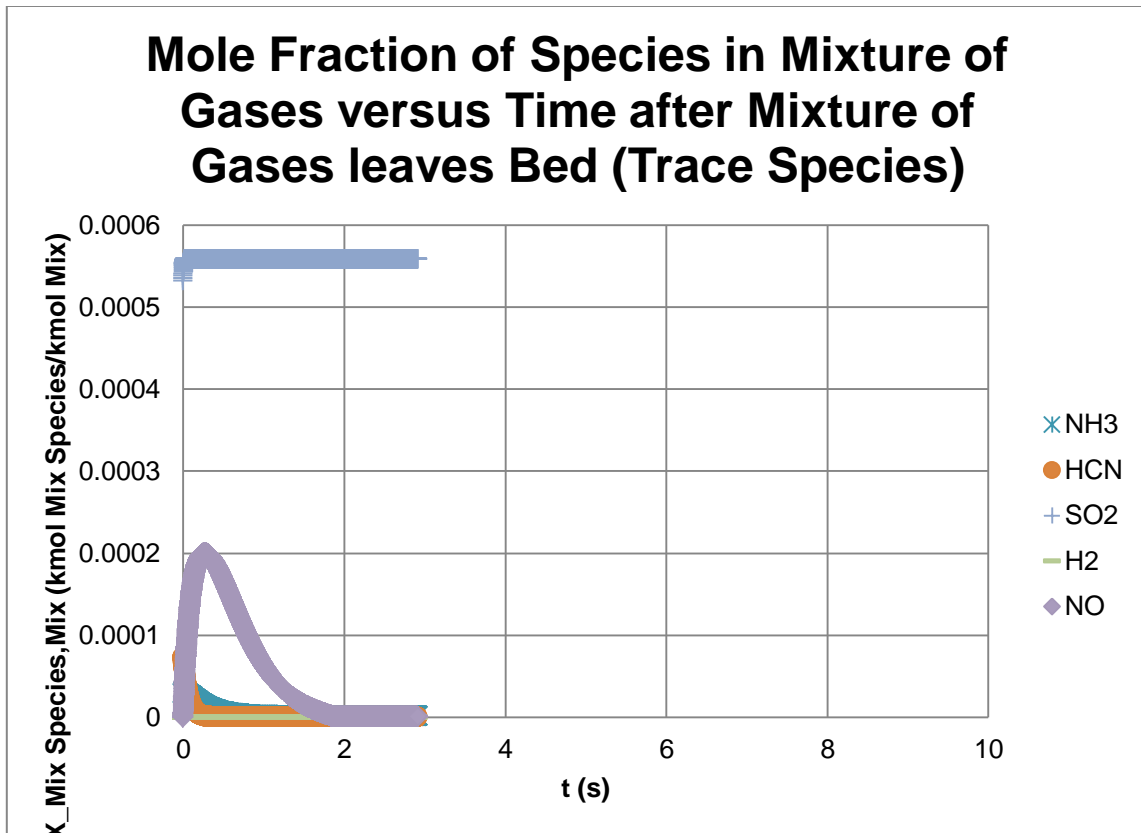 Mole Fraction of Species in Mixture of
Gases versus Time after Mixture of
Gases leaves Bed (Trace Species)
X_Mix Species,Mix (kmol Mix Species/kmol Mix)
0.0006
0.0005
0.0004
0.0003
0.0002
0.0001
0
0 2 4 6 8 10
t (s)
NH3
HCN
SO2
H2
NO